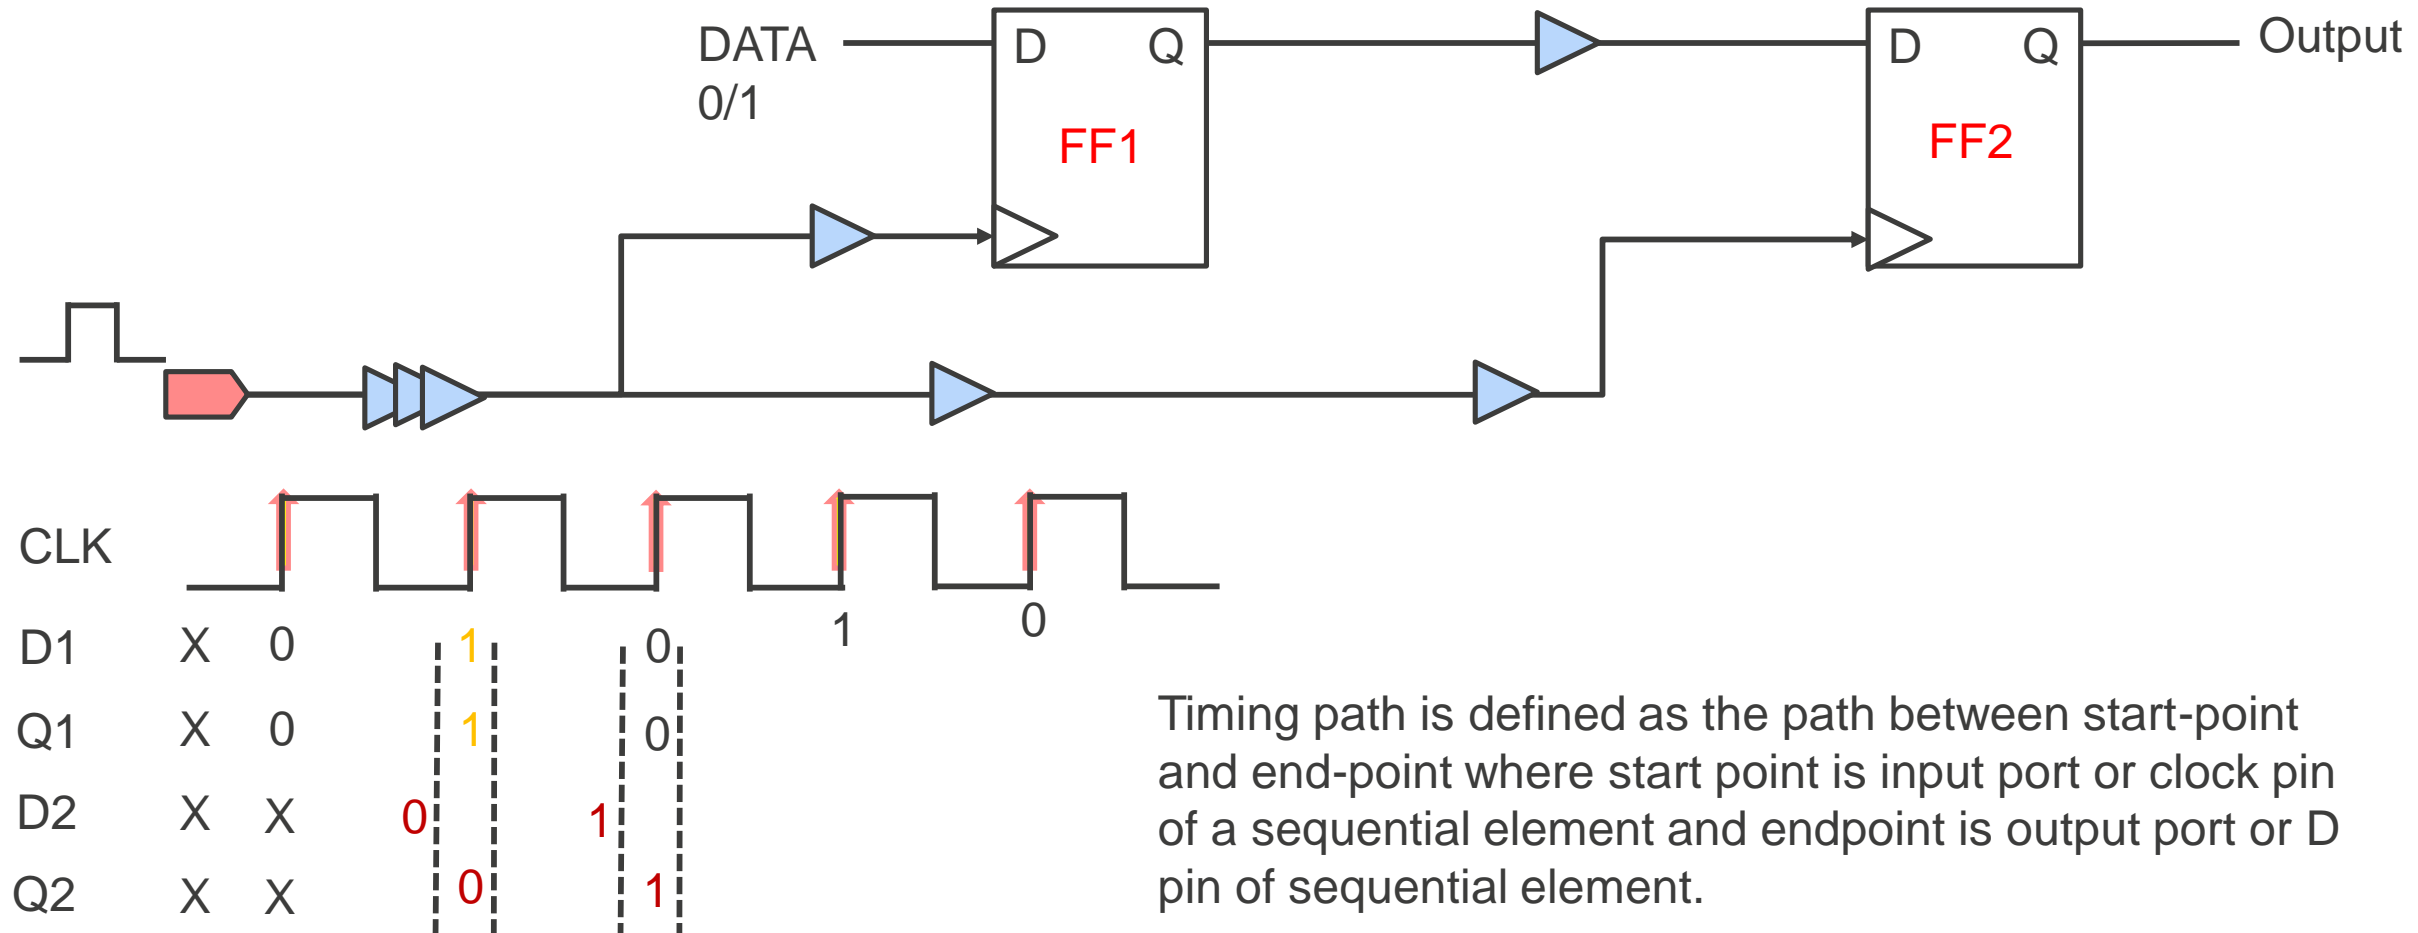 DATA D Q D Q Output
0/1
FF1 FF2
CLK
D1 X 0 1 0 1 0
Q1 X 0 1 0
D2 X X 0 1
Q2 X X 0 1
Timing path is defined as the path between start-point
and end-point where start point is input port or clock pin
of a sequential element and endpoint is output port or D
pin of sequential element.